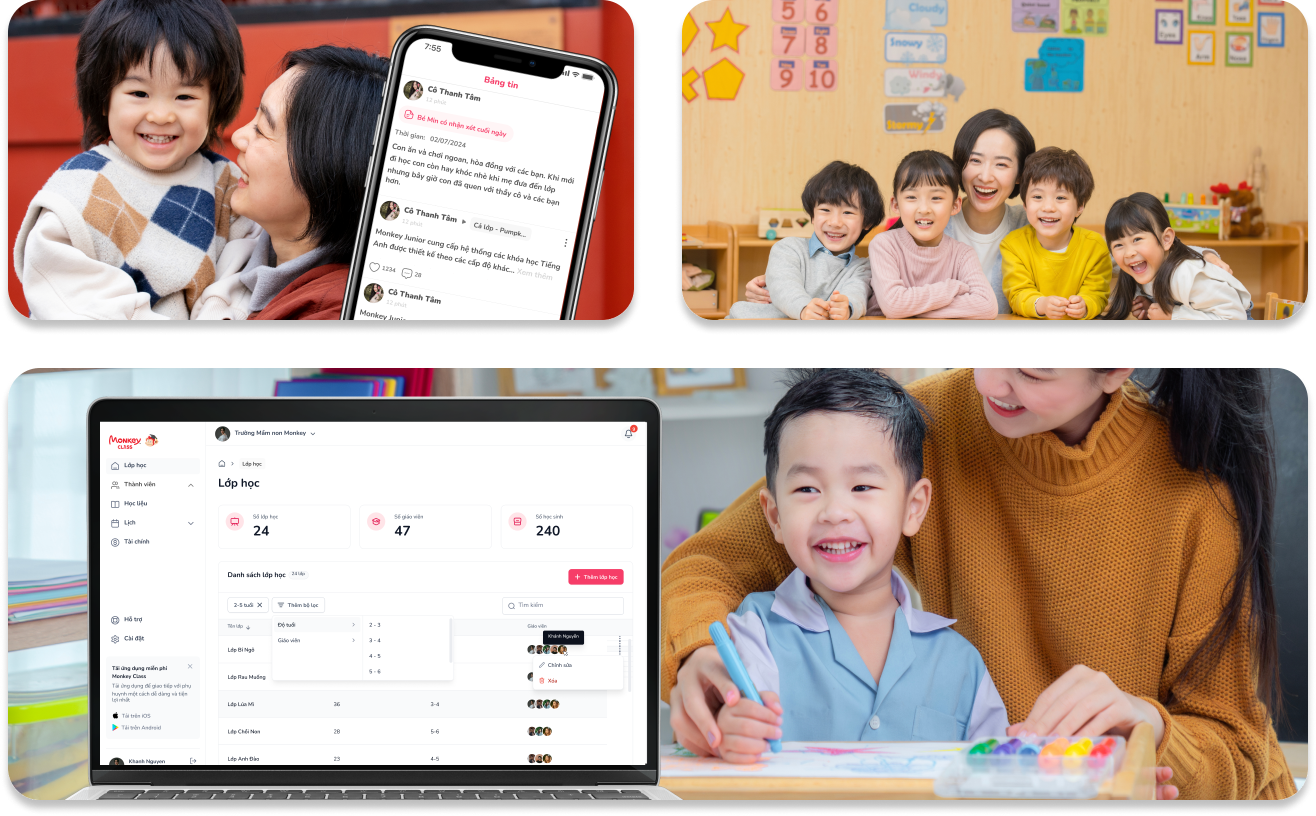 7:55
Bảng tin
Cô Thanh Tâm
12 phút
Bé Min có nhận xét cuối ngày
Thời gian: 02/07/2024
Con ăn và chơi ngoan, hòa đồng với các bạn. Khi mới
đi học con còn hay khóc nhè khi mẹ đưa đến lớp
nhưng bây giờ con đã quen với thầy cô và các bạn
hơn.
Cô Thanh Tâm ▸ Cả lớp - Pumpk...
12 phút
Monkey Junior cung cấp hệ thống các khóa học Tiếng
Anh được thiết kế theo các cấp độ khác... Xem thêm
1234 28
Cô Thanh Tâm
12 phút
Monkey Junior
5 6
7 8
9 10
Cloudy
Snowy
Windy
Stormy
Monkey
CLASS
Trường Mầm non Monkey
Lớp học
Thành viên
Học liệu
Lịch
Tài chính
Hỗ trợ
Cài đặt
Tải ứng dụng miễn phí
Monkey Class
Tải ứng dụng để giao tiếp với phụ
huynh một cách dễ dàng và tiện
lợi nhất
Tải trên iOS
Tải trên Android
Khanh Nguyen
Lớp học
Lớp học
Số lớp học
24
Số giáo viên
47
Số học sinh
240
Danh sách lớp học 24 lớp
+ Thêm lớp học
2-5 tuổi ✕ Thêm bộ lọc
Tìm kiếm
Tên lớp
Giáo viên
Độ tuổi
Giáo viên
2 - 3
3 - 4
4 - 5
5 - 6
Khánh Nguyên
Chỉnh sửa
Xóa
Lớp Bí Ngô
Lớp Rau Muống
Lớp Lúa Mì 36 3-4
Lớp Chồi Non 28 5-6
Lớp Anh Đào 23 4-5